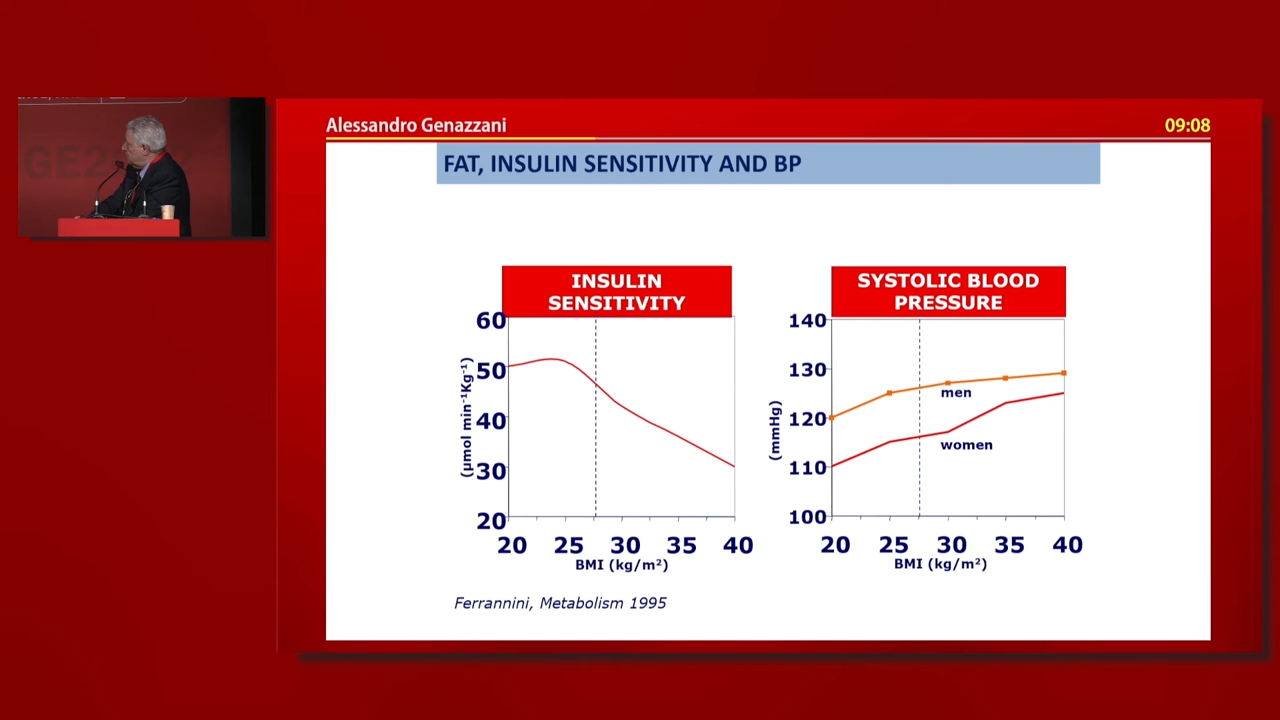 Alessandro Genazzani
09:08
FAT, INSULIN SENSITIVITY AND BP
INSULIN
SENSITIVITY
60
50
40
30
20
(µmol min⁻¹Kg⁻¹)
20 25 30 35 40
BMI (kg/m²)
SYSTOLIC BLOOD
PRESSURE
140
130
120
110
100
(mmHg)
men
women
20 25 30 35 40
BMI (kg/m²)
Ferrannini, Metabolism 1995